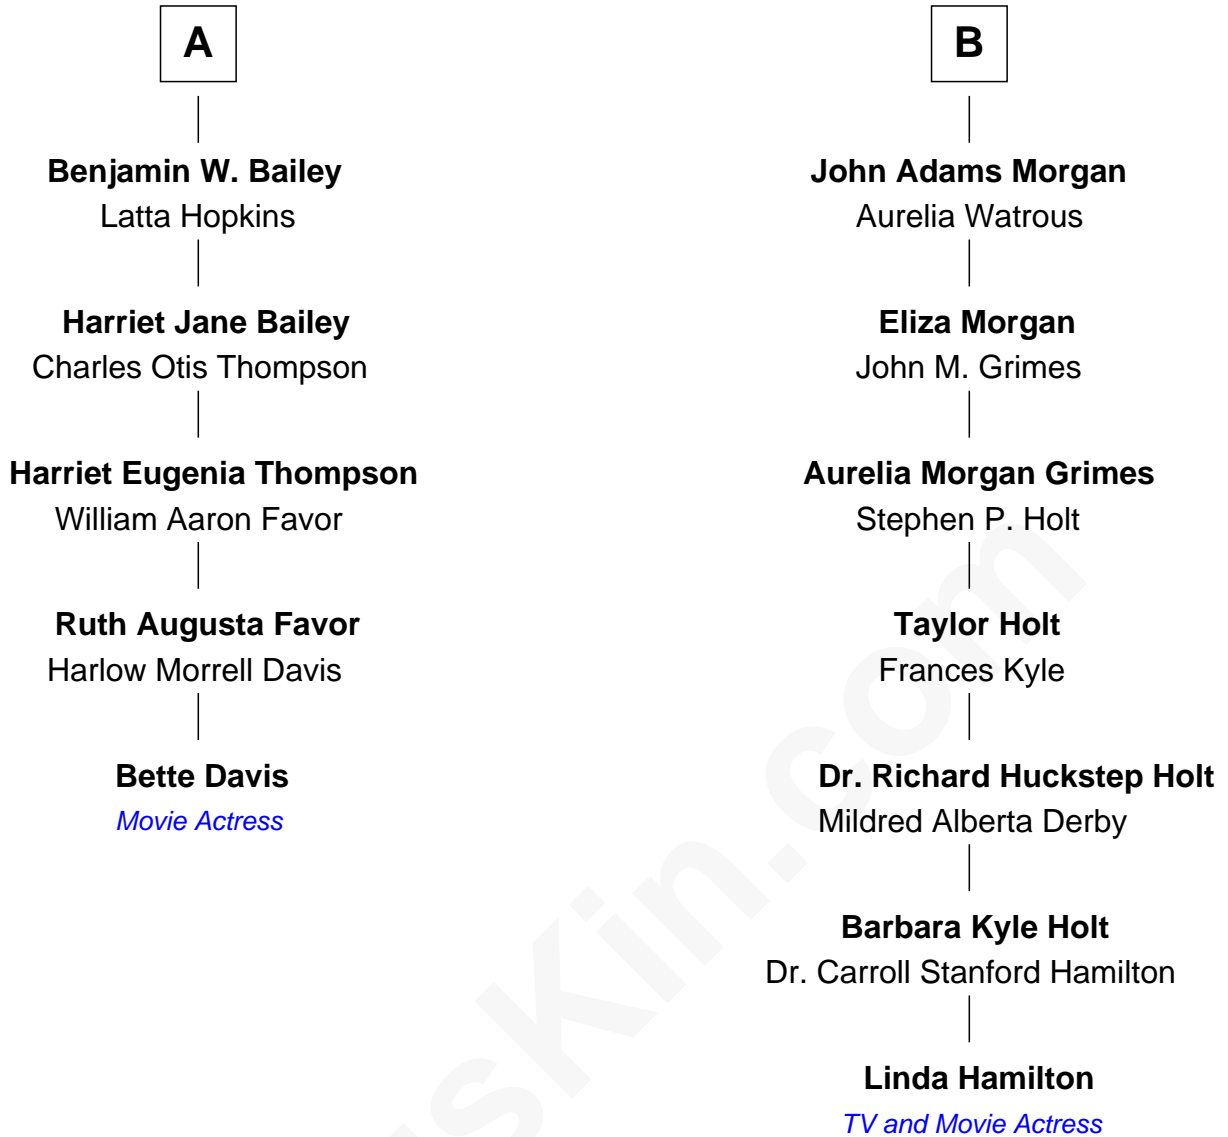 A
Benjamin W. Bailey
Latta Hopkins
Harriet Jane Bailey
Charles Otis Thompson
Harriet Eugenia Thompson
William Aaron Favor
Ruth Augusta Favor
Harlow Morrell Davis
Bette Davis
Movie Actress
B
John Adams Morgan
Aurelia Watrous
Eliza Morgan
John M. Grimes
Aurelia Morgan Grimes
Stephen P. Holt
Taylor Holt
Frances Kyle
Dr. Richard Huckstep Holt
Mildred Alberta Derby
Barbara Kyle Holt
Dr. Carroll Stanford Hamilton
Linda Hamilton
TV and Movie Actress
sKin.com